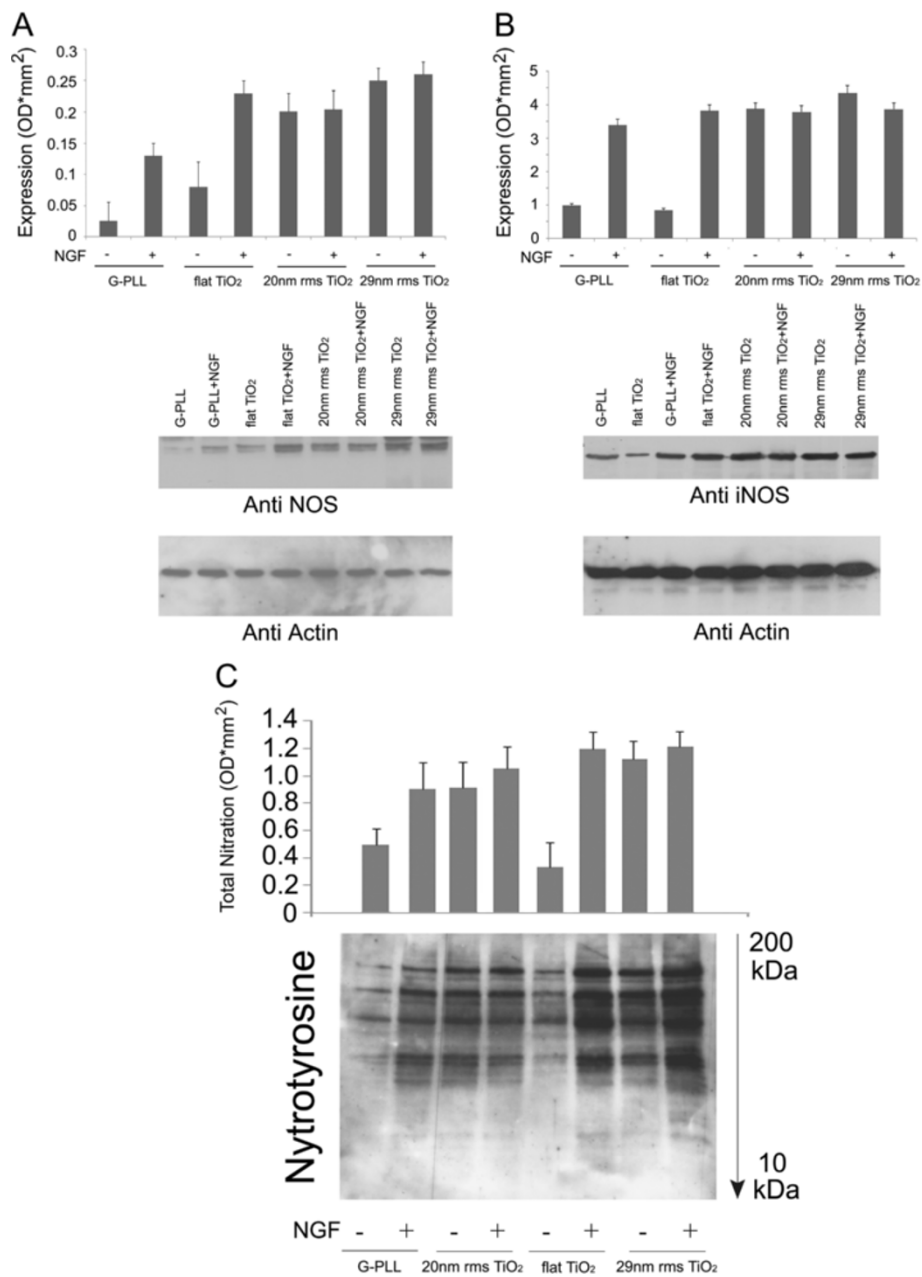 A
Expression (OD*mm2)
0.3
0.25
0.2
0.15
0.1
0.05
0
NGF - + - + - + - +
G-PLL flat TiO2 20nm rms TiO2 29nm rms TiO2
G-PLL
G-PLL+NGF
flat TiO2
flat TiO2+NGF
20nm rms TiO2
20nm rms TiO2+NGF
29nm rms TiO2
29nm rms TiO2+NGF
Anti NOS
Anti Actin
B
Expression (OD*mm2)
5
4
3
2
1
0
NGF - + - + - + - +
G-PLL flat TiO2 20nm rms TiO2 29nm rms TiO2
G-PLL
flat TiO2
G-PLL+NGF
flat TiO2+NGF
20nm rms TiO2
20nm rms TiO2+NGF
29nm rms TiO2
29nm rms TiO2+NGF
Anti iNOS
Anti Actin
C
Total Nitration (OD*mm2)
1.4
1.2
1.0
0.8
0.6
0.4
0.2
0
Nytrotyrosine
200
kDa
10
kDa
NGF - + - + - + - +
G-PLL 20nm rms TiO2 flat TiO2 29nm rms TiO2